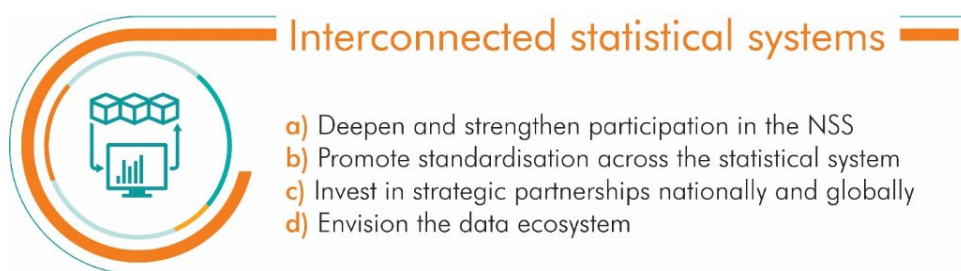 Interconnected statistical systems
a) Deepen and strengthen participation in the NSS
b) Promote standardisation across the statistical system
c) Invest in strategic partnerships nationally and globally
d) Envision the data ecosystem